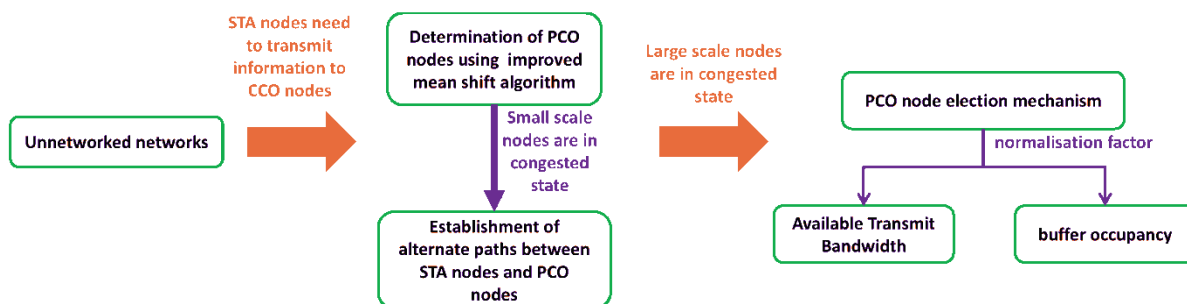 Unnetworked networks
STA nodes need
to transmit
information to
CCO nodes
Determination of PCO
nodes using improved
mean shift algorithm
Small scale
nodes are in
congested
state
Establishment of
alternate paths between
STA nodes and PCO
nodes
Large scale nodes
are in congested
state
PCO node election mechanism
normalisation factor
Available Transmit
Bandwidth
buffer occupancy